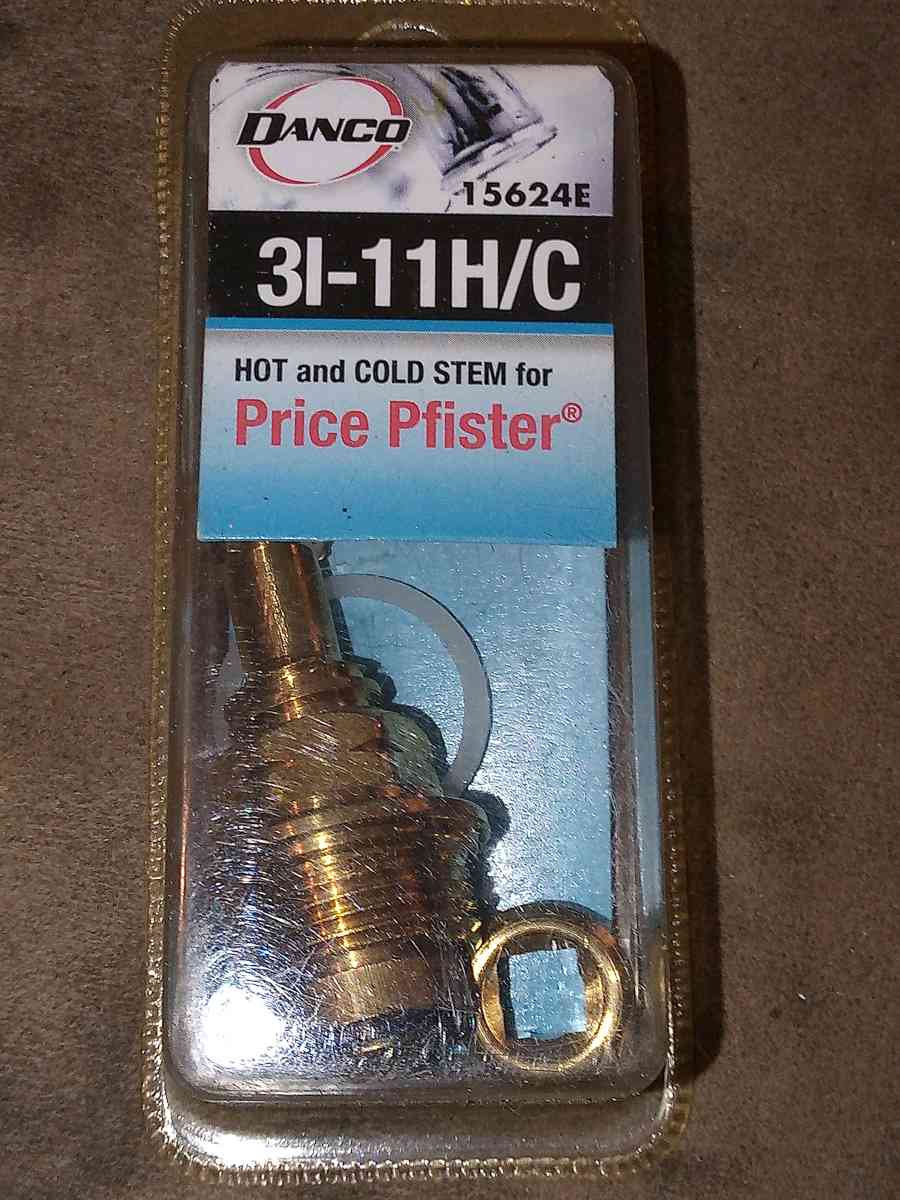 DANCO
15624E
3I-11H/C
HOT and COLD STEM for
Price Pfister®